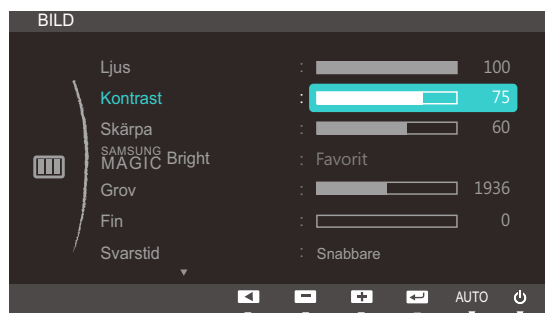 BILD
Ljus : 100
Kontrast : 75
Skärpa : 60
SAMSUNG MAGIC Bright : Favorit
Grov : 1936
Fin : 0
Svarstid : Snabbare
AUTO